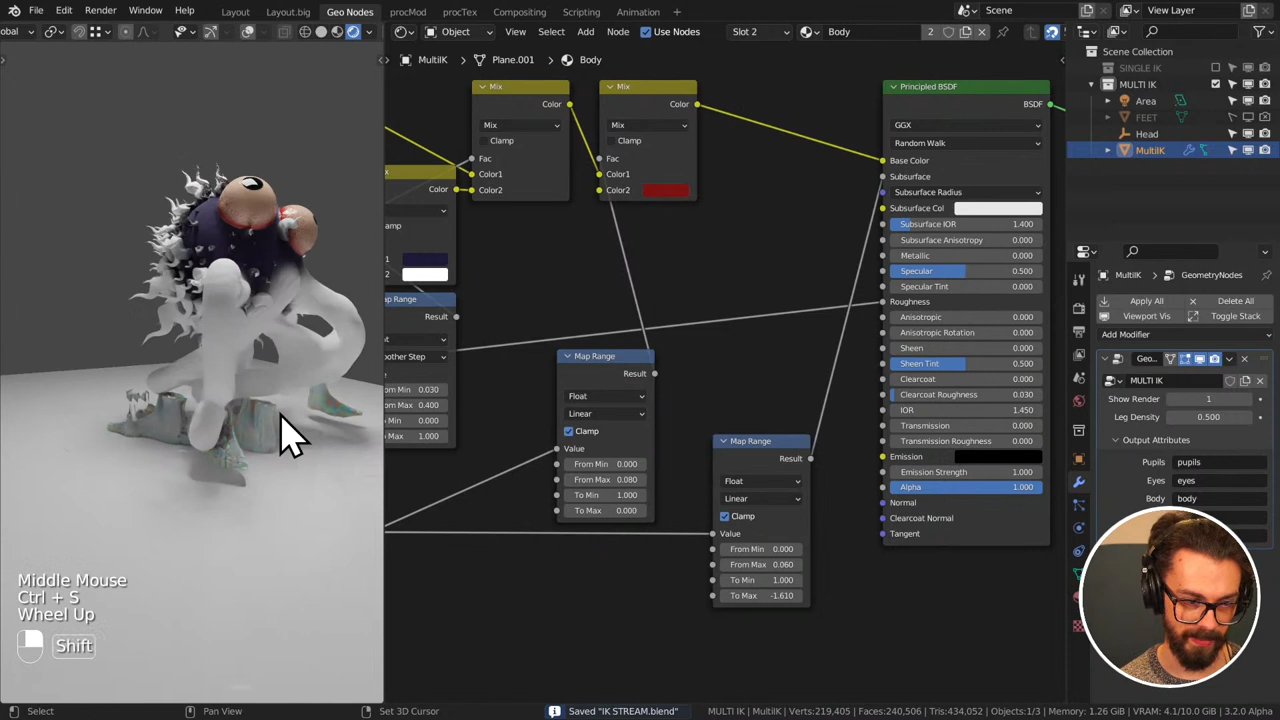 File Edit Render Window Help Layout Layout.big Geo Nodes procMod procTex Compositing Scripting Animation + Scene View Layer
Object View Select Add Node Use Nodes Slot 2 Body 2
MultiIK > Plane.001 > Body
Scene Collection
SINGLE IK
MULTI IK
Area
FEET
Head
MultiIK
Mix
Color
Mix
Clamp
Fac
Color1
Color2
Mix
Color
Mix
Clamp
Fac
Color1
Color2
Color
Map Range
Result
Smoother Step
From Min 0.030
From Max 0.400
0.000
Max 1.000
Map Range
Result
Float
Linear
Clamp
Value
From Min 0.000
From Max 0.080
To Min 1.000
To Max 0.000
Map Range
Result
Float
Linear
Clamp
Value
From Min 0.000
From Max 0.060
To Min 1.000
To Max -1.610
Principled BSDF
BSDF
GGX
Random Walk
Base Color
Subsurface
Subsurface Radius
Subsurface Col
Subsurface IOR 1.400
Subsurface Anisotropy 0.000
Metallic 0.000
Specular 0.500
Specular Tint 0.000
Roughness
Anisotropic 0.000
Anisotropic Rotation 0.000
Sheen 0.000
Sheen Tint 0.500
Clearcoat 0.000
Clearcoat Roughness 0.030
IOR 1.450
Transmission 0.000
Transmission Roughness 0.000
Emission
Emission Strength 1.000
Alpha 1.000
Normal
Clearcoat Normal
Tangent
MultiIK > GeometryNodes
Apply All Delete All
Viewport Vis Toggle Stack
Add Modifier
Geo..
MULTI IK
Show Render 1
Leg Density 0.500
Output Attributes
Pupils pupils
Eyes eyes
Body body
Middle Mouse
Ctrl + S
Wheel Up
Shift
Select Pan View Set 3D Cursor Saved "IK STREAM.blend" MULTI IK | MultiIK | Verts:219,405 | Faces:240,506 | Tris:434,052 | Objects:1/3 | Memory: 1.26 GiB | VRAM: 4.1/10.0 GiB | 3.2.0 Alpha